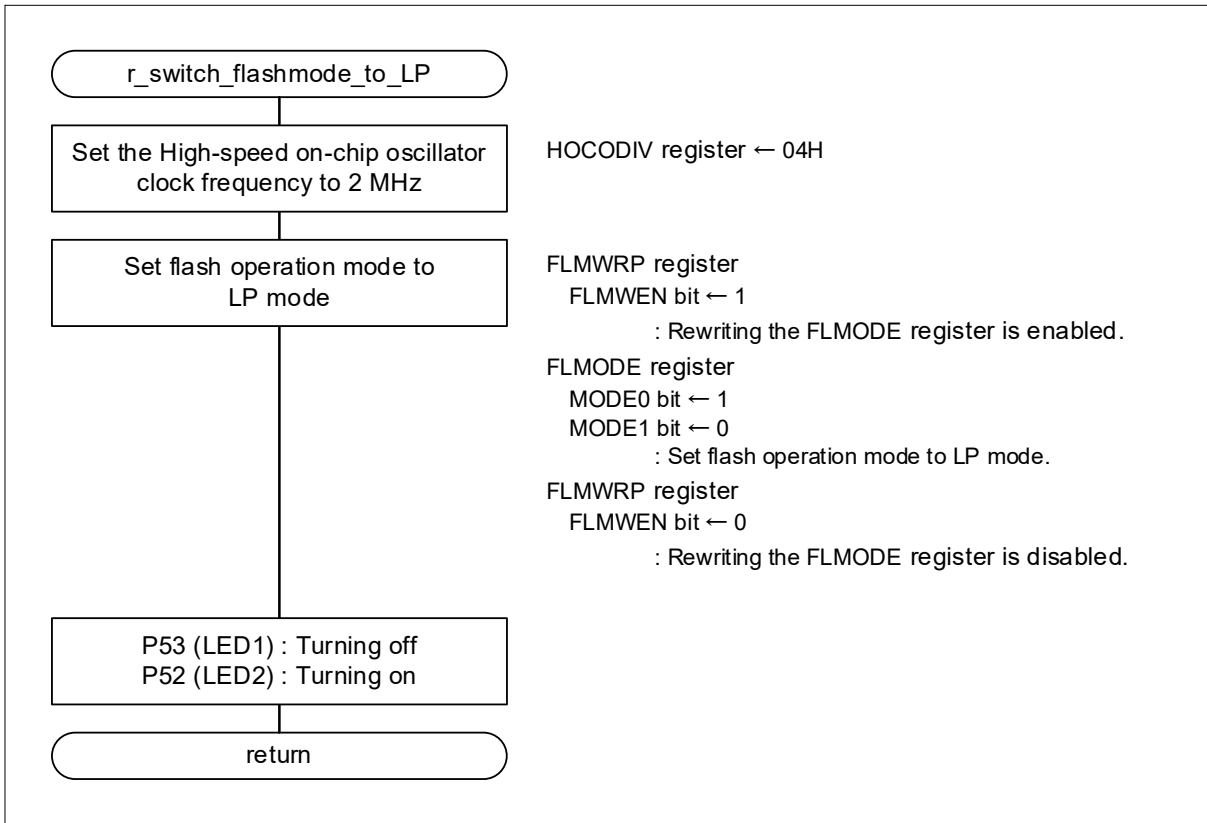 r_switch_flashmode_to_LP
Set the High-speed on-chip oscillator
clock frequency to 2 MHz
HOCODIV register ← 04H
Set flash operation mode to
LP mode
FLMWRP register
FLMWEN bit ← 1
: Rewriting the FLMODE register is enabled.
FLMODE register
MODE0 bit ← 1
MODE1 bit ← 0
: Set flash operation mode to LP mode.
FLMWRP register
FLMWEN bit ← 0
: Rewriting the FLMODE register is disabled.
P53 (LED1) : Turning off
P52 (LED2) : Turning on
return